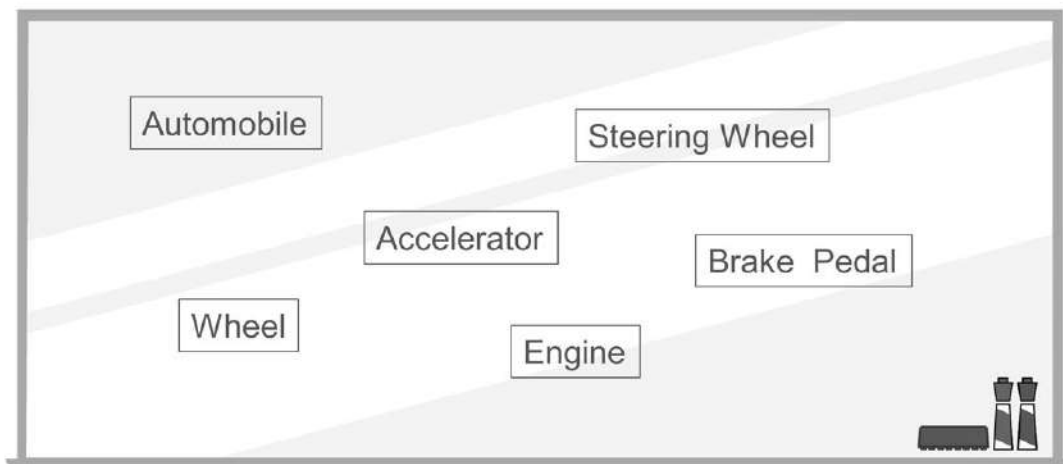 Automobile
Steering Wheel
Accelerator
Brake Pedal
Wheel
Engine